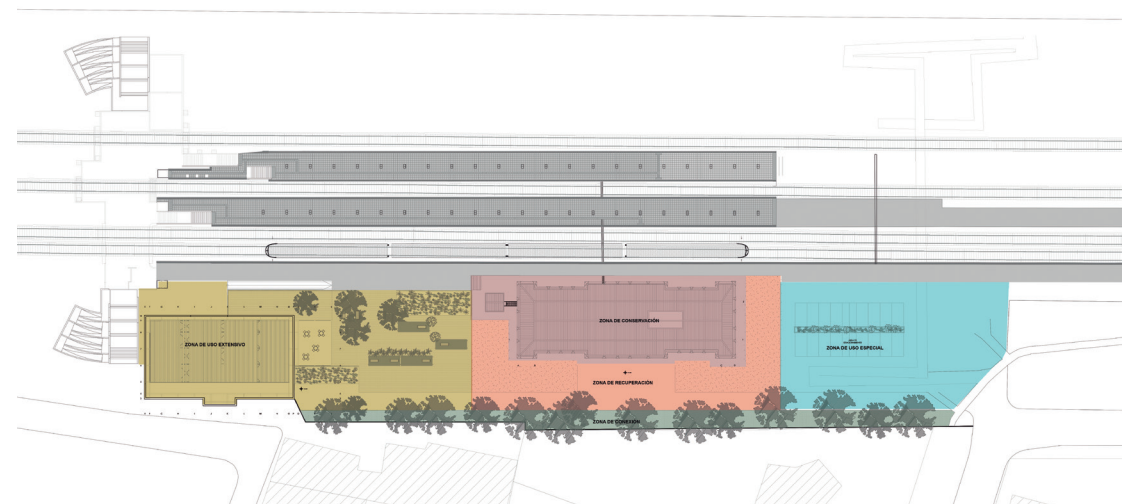 ZONA DE CONSERVACIÓN
ZONA DE USO EXTENSIVO
ZONA DE USO ESPECIAL
ZONA DE RECUPERACIÓN
ZONA DE CONEXIÓN